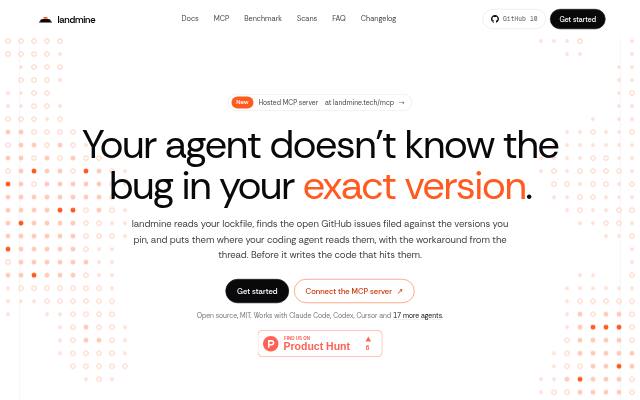 landmine
Docs MCP Benchmark Scans FAQ Changelog
GitHub 18
Get started
New Hosted MCP server at landmine.tech/mcp →
Your agent doesn't know the
bug in your exact version.
landmine reads your lockfile, finds the open GitHub issues filed against the versions you
pin, and puts them where your coding agent reads them, with the workaround from the
thread. Before it writes the code that hits them.
Get started
Connect the MCP server ↗
Open source, MIT. Works with Claude Code, Codex, Cursor and 17 more agents.
FIND US ON
Product Hunt
▲
6